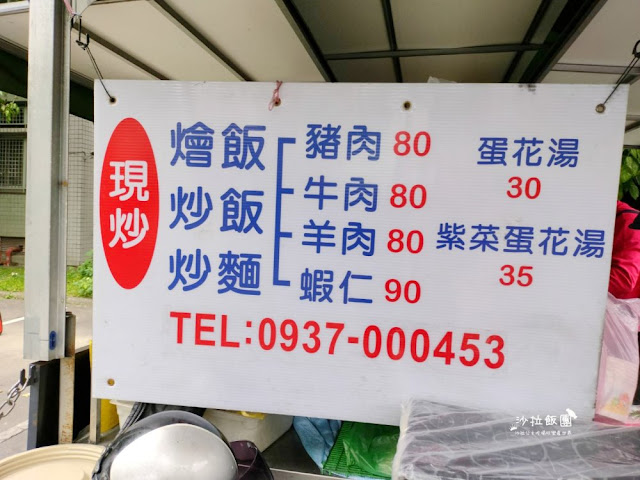 現炒
燴飯
炒飯
炒麵
豬肉 80
牛肉 80
羊肉 80
蝦仁 90
蛋花湯
30
紫菜蛋花湯
35
TEL:0937-000453
沙拉飯團